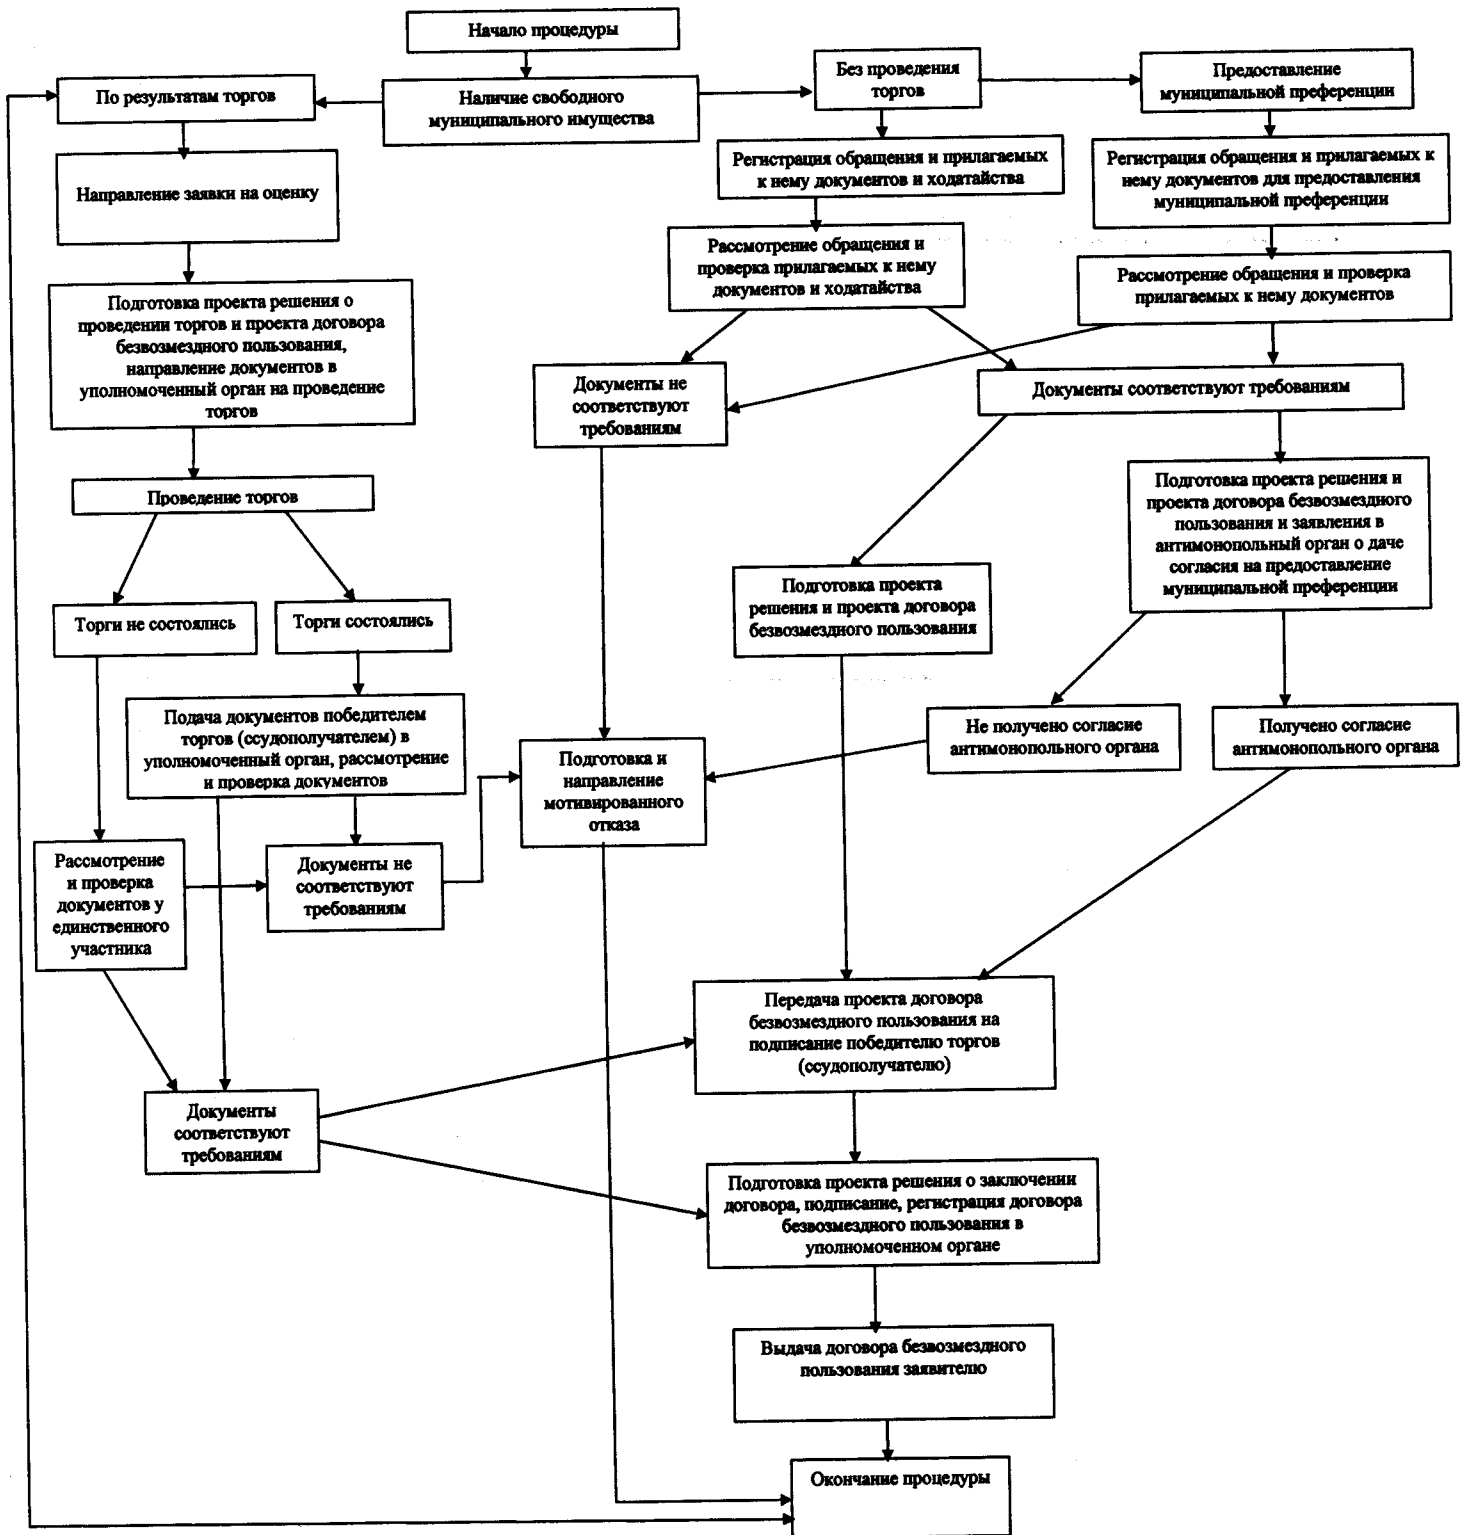 Начало процедуры
По результатам торгов
Наличие свободного
муниципального имущества
Без проведения
торгов
Предоставление
муниципальной преференции
Направление заявки на оценку
Регистрация обращения и прилагаемых
к нему документов и ходатайства
Регистрация обращения и прилагаемых к
нему документов для предоставления
муниципальной преференции
Рассмотрение обращения и
проверка прилагаемых к нему
документов и ходатайства
Рассмотрение обращения и проверка
прилагаемых к нему документов
Подготовка проекта решения о
проведении торгов и проекта договора
безвозмездного пользования,
направление документов в
уполномоченный орган на проведение
торгов
Документы не
соответствуют
требованиям
Документы соответствуют требованиям
Проведение торгов
Подготовка проекта решения и
проекта договора безвозмездного
пользования и заявления в
антимонопольный орган о даче
согласия на предоставление
муниципальной преференции
Подготовка проекта
решения и проекта договора
безвозмездного пользования
Торги не состоялись
Торги состоялись
Подача документов победителем
торгов (ссудополучателем) в
уполномоченный орган, рассмотрение
и проверка документов
Подготовка и
направление
мотивированного
отказа
Не получено согласие
антимонопольного органа
Получено согласие
антимонопольного органа
Рассмотрение
и проверка
документов у
единственного
участника
Документы не
соответствуют
требованиям
Передача проекта договора
безвозмездного пользования на
подписание победителю торгов
(ссудополучателю)
Документы
соответствуют
требованиям
Подготовка проекта решения о заключении
договора, подписание, регистрация договора
безвозмездного пользования в
уполномоченном органе
Выдача договора безвозмездного
пользования заявителю
Окончание процедуры